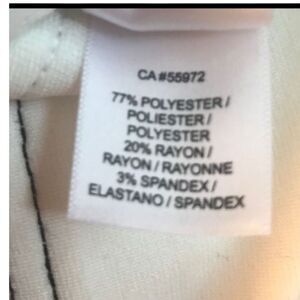 CA #55972
77% POLYESTER /
POLIESTER /
POLYESTER
20% RAYON /
RAYON / RAYONNE
3% SPANDEX /
ELASTANO / SPANDEX